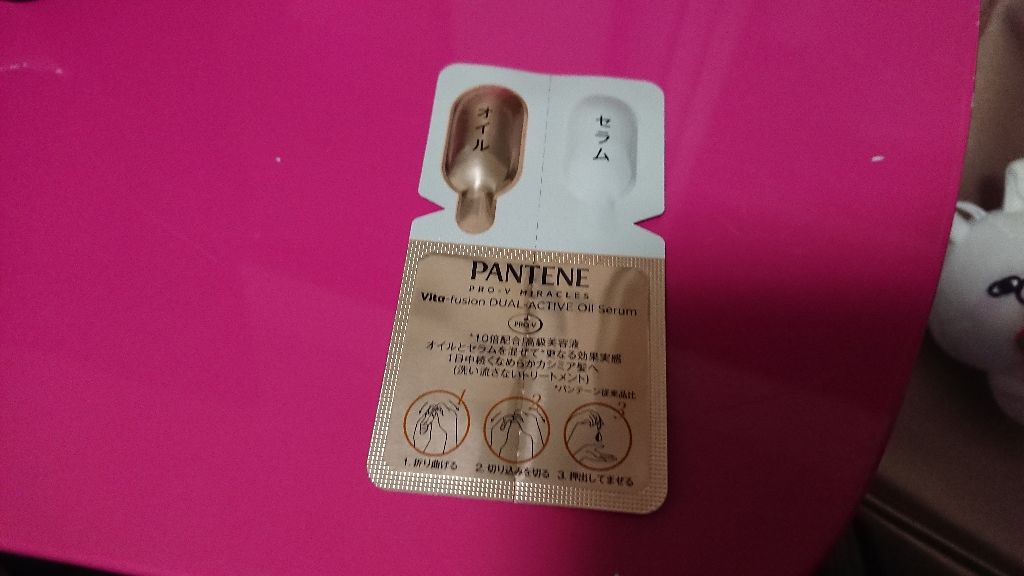 オイル
セラム
PANTENE
PRO-V MIRACLES
Vita-fusion DUAL-ACTIVE Oil Serum
PRO-V
*10倍配合!高級美容液
オイルとセラムを混ぜて*更なる効果実感
1日中続くなめらかカシミア髪へ
(洗い流さないトリートメント)
*パンテーン従来品比
1 2 3
1. 折り曲げる 2. 切り込みを切る 3. 押出してまぜる